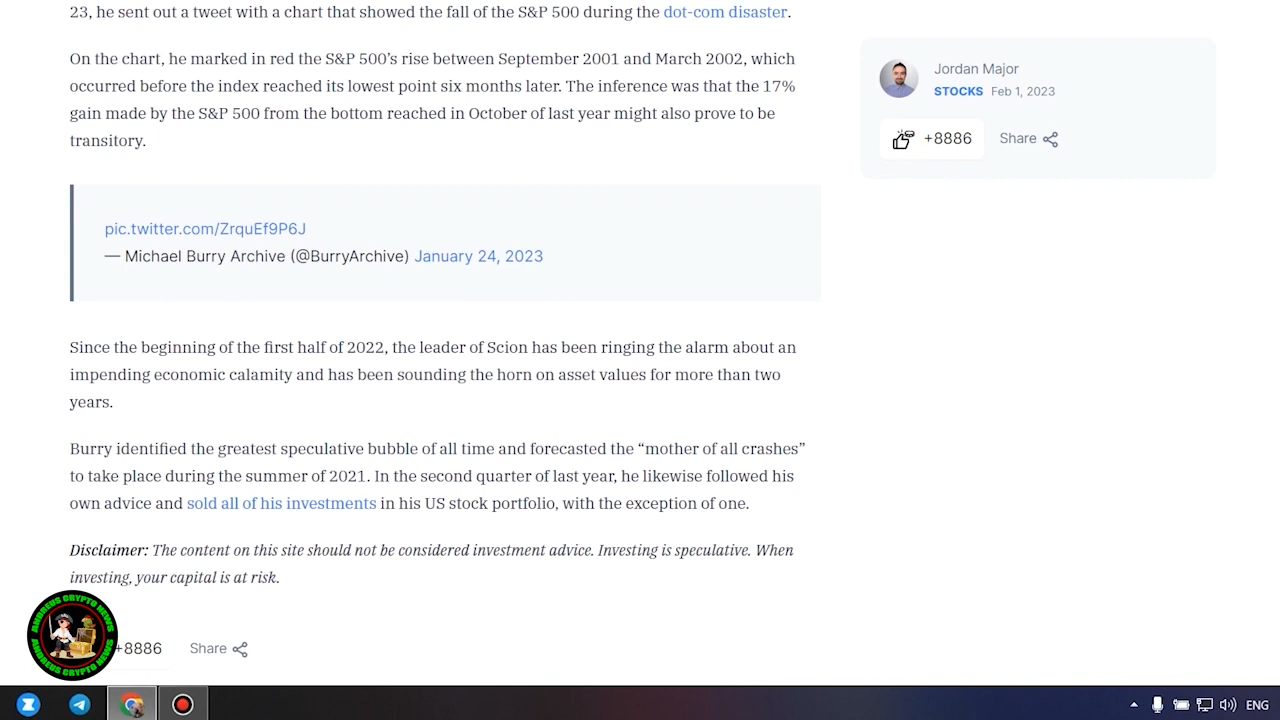 23, he sent out a tweet with a chart that showed the fall of the S&P 500 during the dot-com disaster.
On the chart, he marked in red the S&P 500’s rise between September 2001 and March 2002, which
occurred before the index reached its lowest point six months later. The inference was that the 17%
gain made by the S&P 500 from the bottom reached in October of last year might also prove to be
transitory.
pic.twitter.com/ZrquEf9P6J
— Michael Burry Archive (@BurryArchive) January 24, 2023
Since the beginning of the first half of 2022, the leader of Scion has been ringing the alarm about an
impending economic calamity and has been sounding the horn on asset values for more than two
years.
Burry identified the greatest speculative bubble of all time and forecasted the “mother of all crashes”
to take place during the summer of 2021. In the second quarter of last year, he likewise followed his
own advice and sold all of his investments in his US stock portfolio, with the exception of one.
Disclaimer: The content on this site should not be considered investment advice. Investing is speculative. When
investing, your capital is at risk.
+8886 Share
Jordan Major
STOCKS Feb 1, 2023
+8886 Share
ANDREUS CRYPTO NEWS
ANDREUS CRYPTO NEWS
ENG